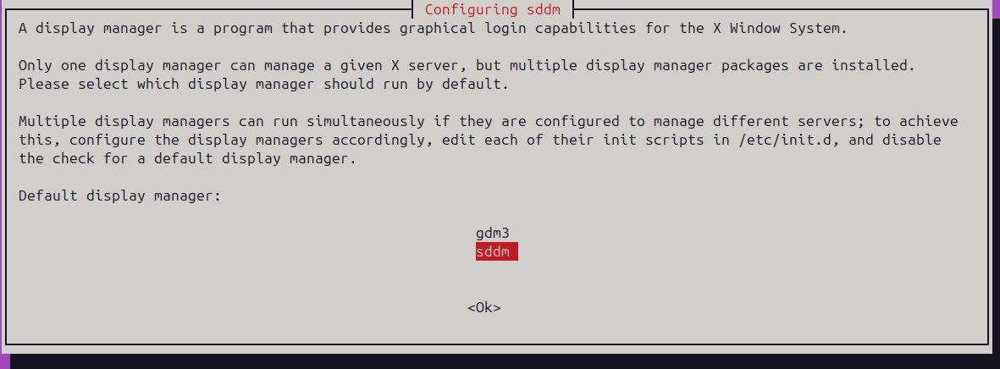 Configuring sddm
A display manager is a program that provides graphical login capabilities for the X Window System.
Only one display manager can manage a given X server, but multiple display manager packages are installed.
Please select which display manager should run by default.
Multiple display managers can run simultaneously if they are configured to manage different servers; to achieve
this, configure the display managers accordingly, edit each of their init scripts in /etc/init.d, and disable
the check for a default display manager.
Default display manager:
gdm3
sddm
<Ok>